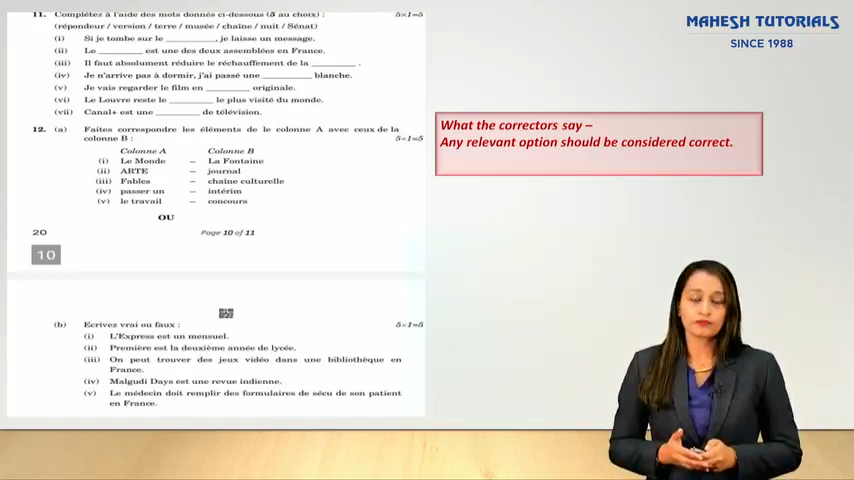 MAHESH TUTORIALS
SINCE 1988
11. Complétez à l'aide des mots donnés ci-dessous (5 au choix) : 5×1=5
(répondeur / version / terre / musée / chaîne / nuit / Sénat)
(i) Si je tombe sur le __________, je laisse un message.
(ii) Le _________ est une des deux assemblées en France.
(iii) Il faut absolument réduire le réchauffement de la _________ .
(iv) Je n'arrive pas à dormir, j'ai passé une __________ blanche.
(v) Je vais regarder le film en _________ originale.
(vi) Le Louvre reste le _________ le plus visité du monde.
(vii) Canal+ est une _________ de télévision.
12. (a) Faites correspondre les éléments de le colonne A avec ceux de la
colonne B : 5×1=5
Colonne A Colonne B
(i) Le Monde – La Fontaine
(ii) ARTE – journal
(iii) Fables – chaîne culturelle
(iv) passer un – intérim
(v) le travail – concours
OU
20 Page 10 of 11
10
(b) Ecrivez vrai ou faux : 5×1=5
(i) L'Express est un mensuel.
(ii) Première est la deuxième année de lycée.
(iii) On peut trouver des jeux vidéo dans une bibliothèque en
France.
(iv) Malgudi Days est une revue indienne.
(v) Le médecin doit remplir des formulaires de sécu de son patient
en France.
What the correctors say –
Any relevant option should be considered correct.